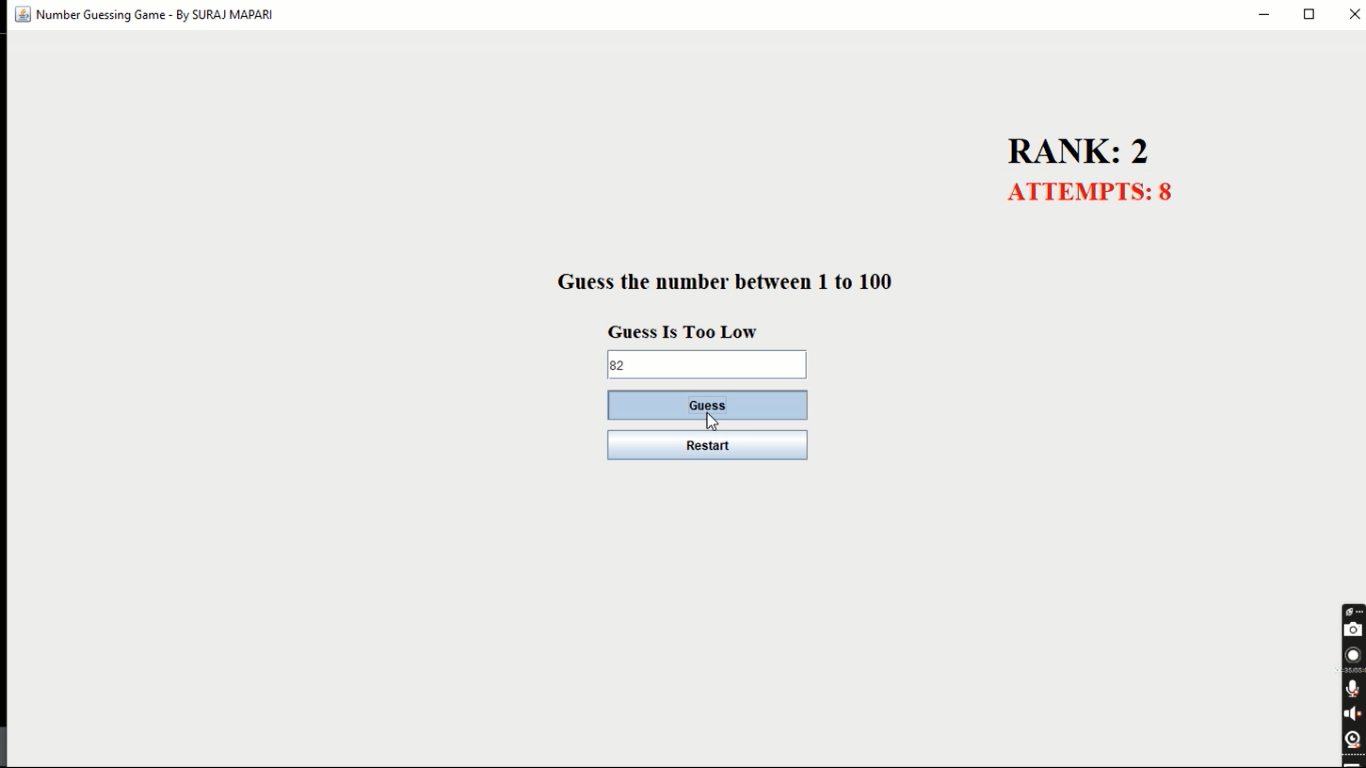 Number Guessing Game - By SURAJ MAPARI
RANK: 2
ATTEMPTS: 8
Guess the number between 1 to 100
Guess Is Too Low
82
Guess
Restart